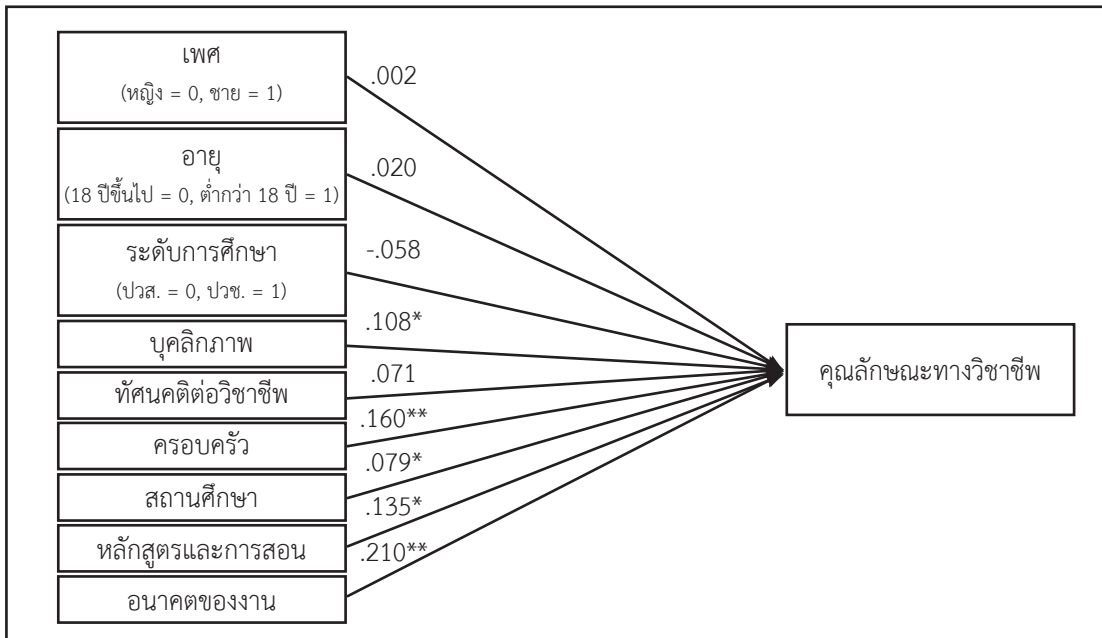 เพศ
(หญิง = 0, ชาย = 1)
.002
อายุ
(18 ปีขึ้นไป = 0, ต่ำกว่า 18 ปี = 1)
.020
ระดับการศึกษา
(ปวส. = 0, ปวช. = 1)
-.058
บุคลิกภาพ
.108*
ทัศนคติต่อวิชาชีพ
.071
ครอบครัว
.160**
สถานศึกษา
.079*
หลักสูตรและการสอน
.135*
อนาคตของงาน
.210**
คุณลักษณะทางวิชาชีพ